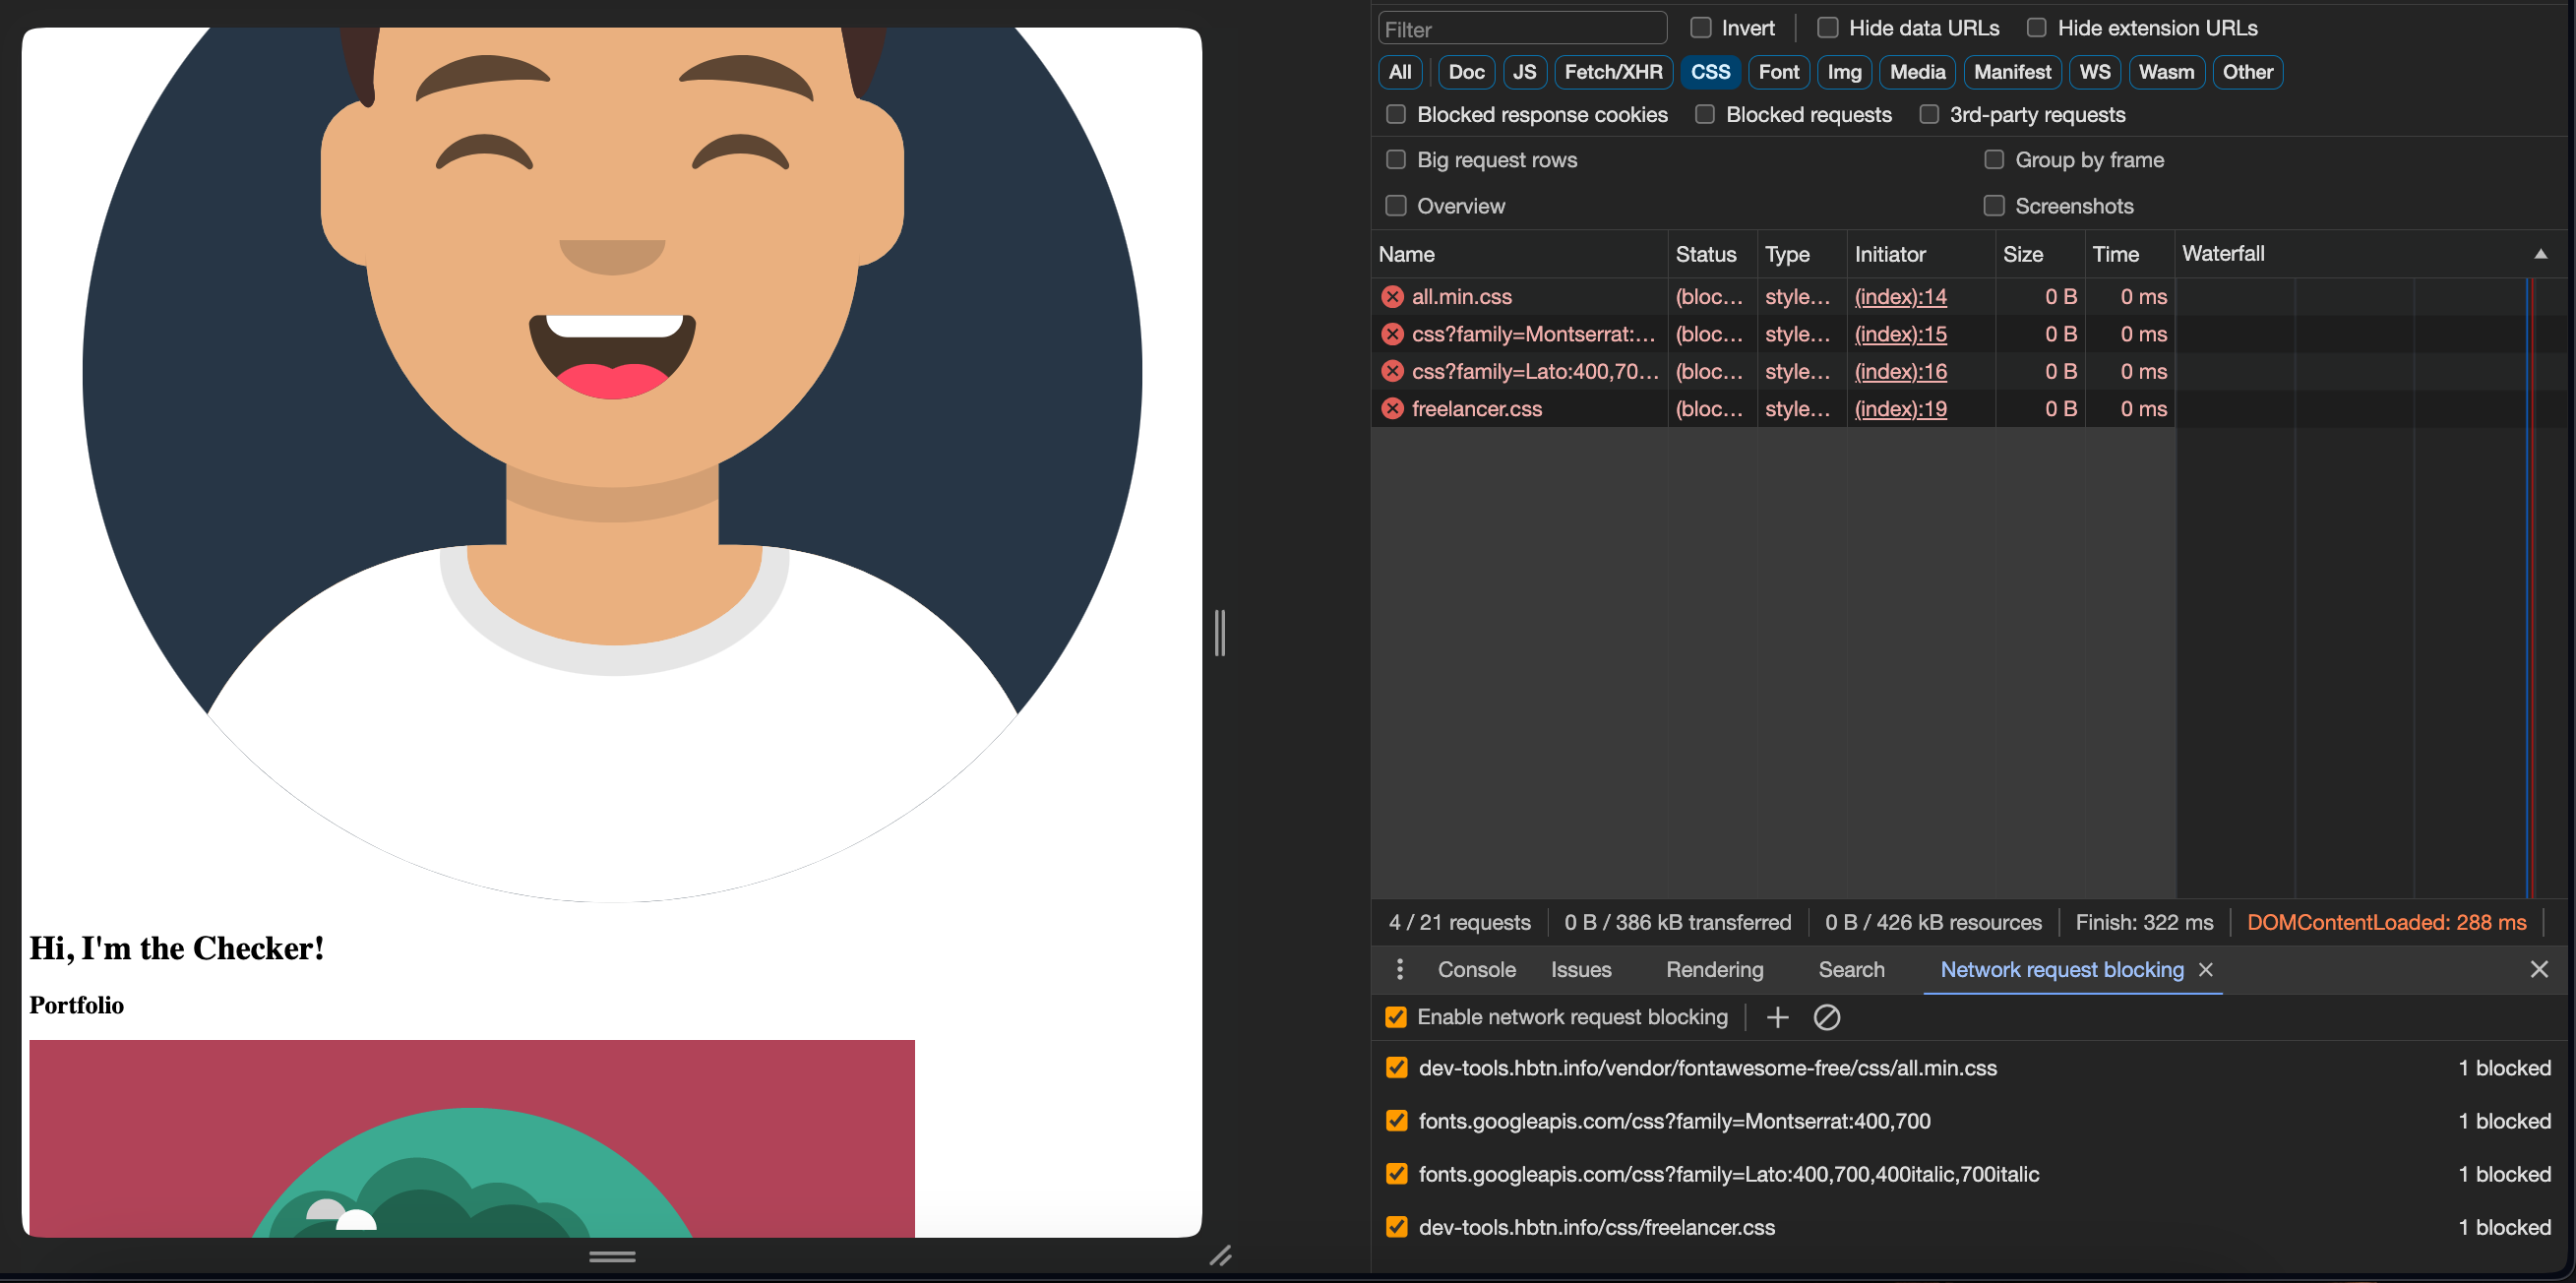 Hi, I'm the Checker!
Portfolio
Filter Invert Hide data URLs Hide extension URLs
All Doc JS Fetch/XHR CSS Font Img Media Manifest WS Wasm Other
Blocked response cookies Blocked requests 3rd-party requests
Big request rows Group by frame
Overview Screenshots
Name Status Type Initiator Size Time Waterfall
all.min.css (bloc... style... (index):14 0 B 0 ms
css?family=Montserrat:... (bloc... style... (index):15 0 B 0 ms
css?family=Lato:400,70... (bloc... style... (index):16 0 B 0 ms
freelancer.css (bloc... style... (index):19 0 B 0 ms
4 / 21 requests 0 B / 386 kB transferred 0 B / 426 kB resources Finish: 322 ms DOMContentLoaded: 288 ms
Console Issues Rendering Search Network request blocking
Enable network request blocking
dev-tools.hbtn.info/vendor/fontawesome-free/css/all.min.css 1 blocked
fonts.googleapis.com/css?family=Montserrat:400,700 1 blocked
fonts.googleapis.com/css?family=Lato:400,700,400italic,700italic 1 blocked
dev-tools.hbtn.info/css/freelancer.css 1 blocked